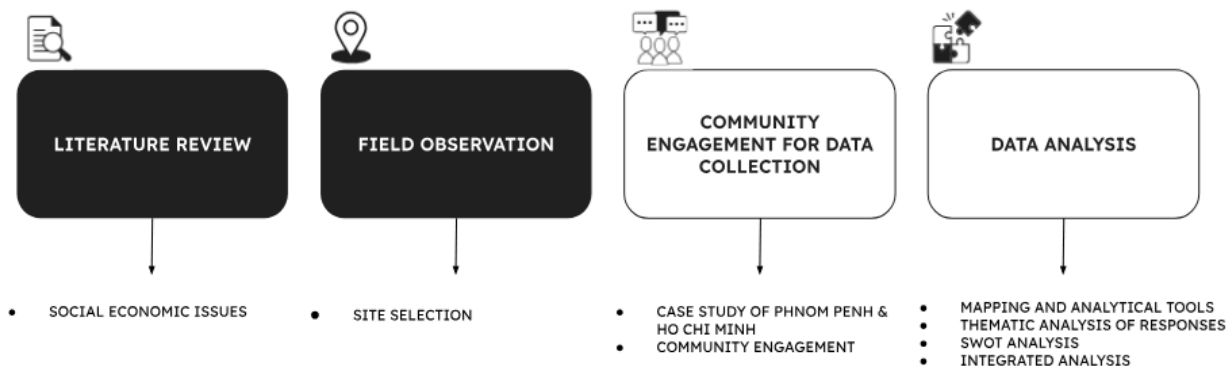 LITERATURE REVIEW
FIELD OBSERVATION
COMMUNITY
ENGAGEMENT FOR DATA
COLLECTION
DATA ANALYSIS
• SOCIAL ECONOMIC ISSUES
• SITE SELECTION
• CASE STUDY OF PHNOM PENH &
HO CHI MINH
• COMMUNITY ENGAGEMENT
• MAPPING AND ANALYTICAL TOOLS
• THEMATIC ANALYSIS OF RESPONSES
• SWOT ANALYSIS
• INTEGRATED ANALYSIS